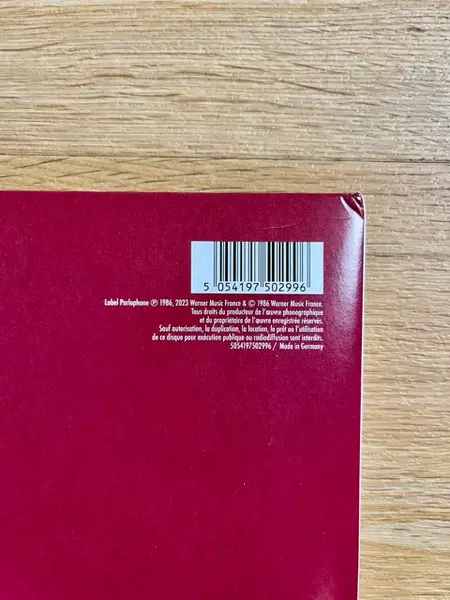 5 054197 502996
Label Parlophone ℗ 1986, 2023 Warner Music France & © 1986 Warner Music France.
Tous droits du producteur de l'œuvre phonographique
et du propriétaire de l'œuvre enregistrée réservés.
Sauf autorisation, la duplication, la location, le prêt ou l'utilisation
de ce disque pour exécution publique ou radiodiffusion sont interdits.
5054197502996 / Made in Germany